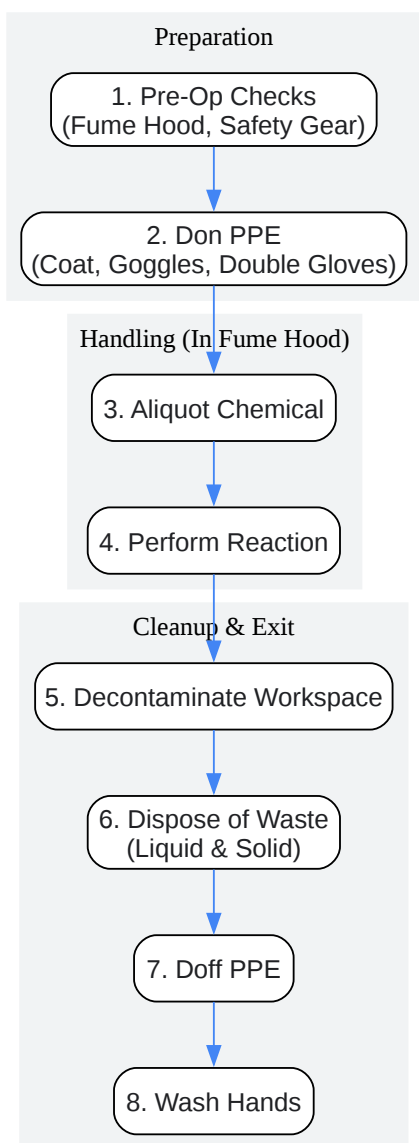 Preparation
1. Pre-Op Checks
(Fume Hood, Safety Gear)
2. Don PPE
(Coat, Goggles, Double Gloves)
Handling (In Fume Hood)
3. Aliquot Chemical
4. Perform Reaction
Cleanup & Exit
5. Decontaminate Workspace
6. Dispose of Waste
(Liquid & Solid)
7. Doff PPE
8. Wash Hands